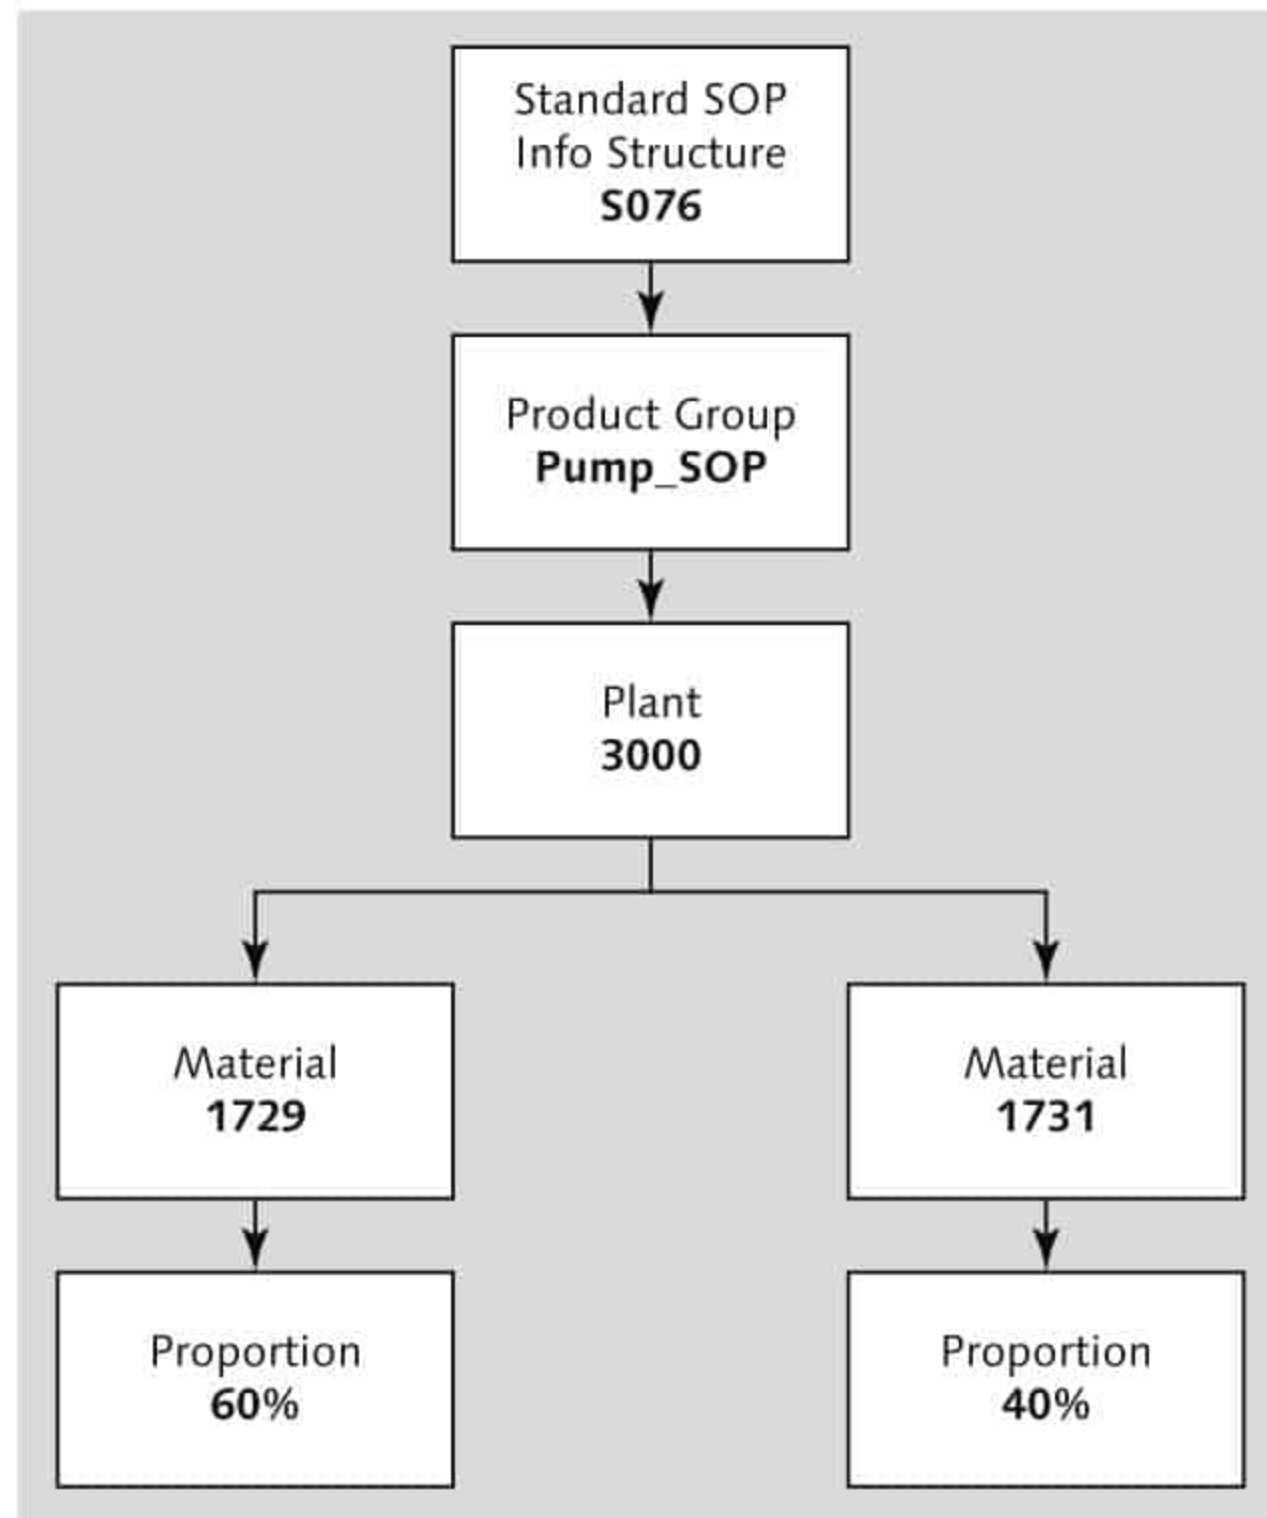 Standard SOP
Info Structure
S076
Product Group
Pump_SOP
Plant
3000
Material
1729
Material
1731
Proportion
60%
Proportion
40%